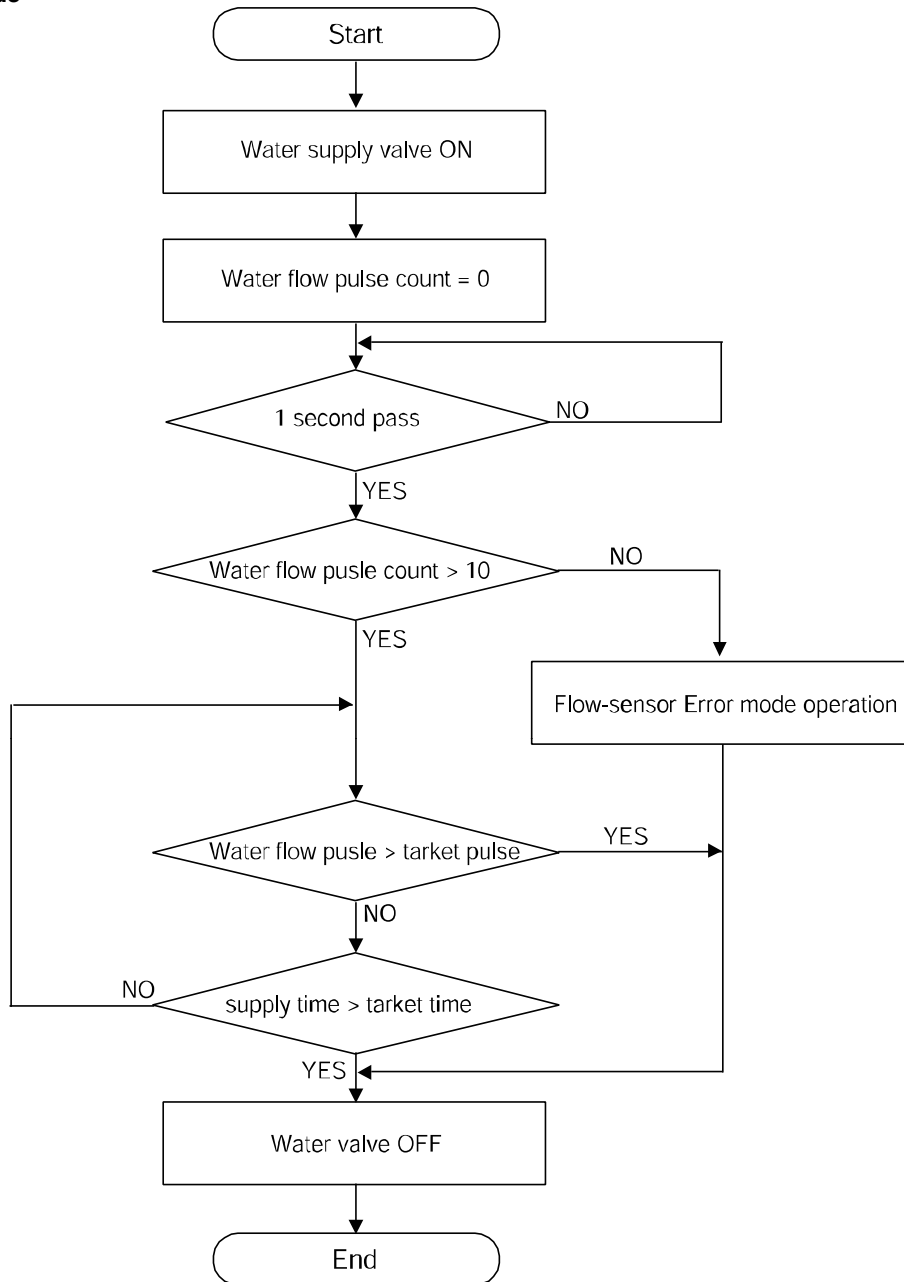 Start
Water supply valve ON
Water flow pulse count = 0
1 second pass
NO
YES
Water flow pusle count > 10
NO
YES
Flow-sensor Error mode operation
Water flow pusle > tarket pulse
YES
NO
supply time > tarket time
NO
YES
Water valve OFF
End